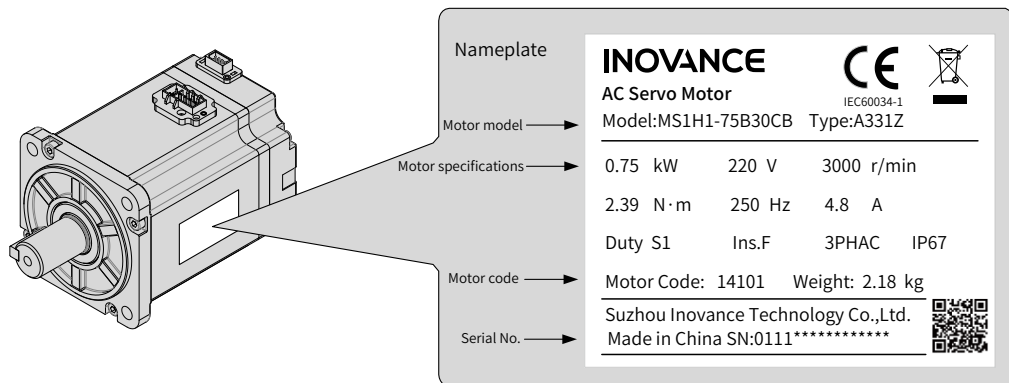 Nameplate
INOVANCE
CE
AC Servo Motor
IEC60034-1
Motor model
Model:MS1H1-75B30CB Type:A331Z
Motor specifications
0.75 kW 220 V 3000 r/min
2.39 N·m 250 Hz 4.8 A
Duty S1 Ins.F 3PHAC IP67
Motor code
Motor Code: 14101 Weight: 2.18 kg
Suzhou Inovance Technology Co.,Ltd.
Serial No.
Made in China SN:0111************